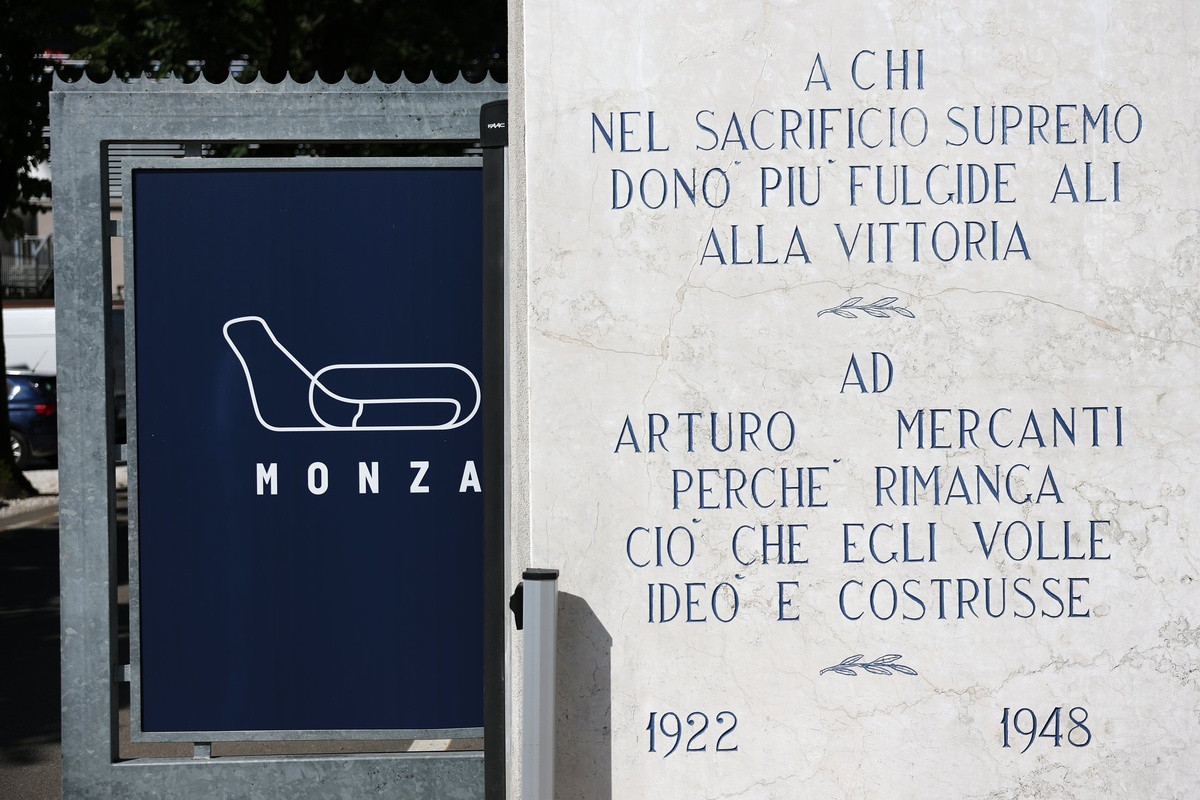 FAAC
MONZA
A CHI
NEL SACRIFICIO SUPREMO
DONO` PIU` FULGIDE ALI
ALLA VITTORIA
AD
ARTURO MERCANTI
PERCHE` RIMANGA
CIO` CHE EGLI VOLLE
IDEO` E COSTRUSSE
1922 1948